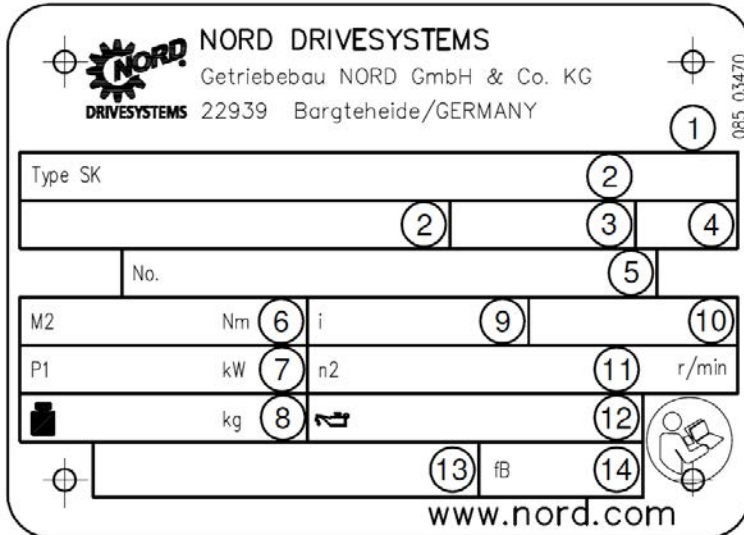 NORD DRIVESYSTEMS
NORD
DRIVESYSTEMS
Getriebebau NORD GmbH & Co. KG
22939 Bargteheide/GERMANY
085 03470
1
Type SK 2
2 3 4
No. 5
M2 Nm 6 i 9 10
P1 kW 7 n2 11 r/min
kg 8 12
13 fB 14
www.nord.com